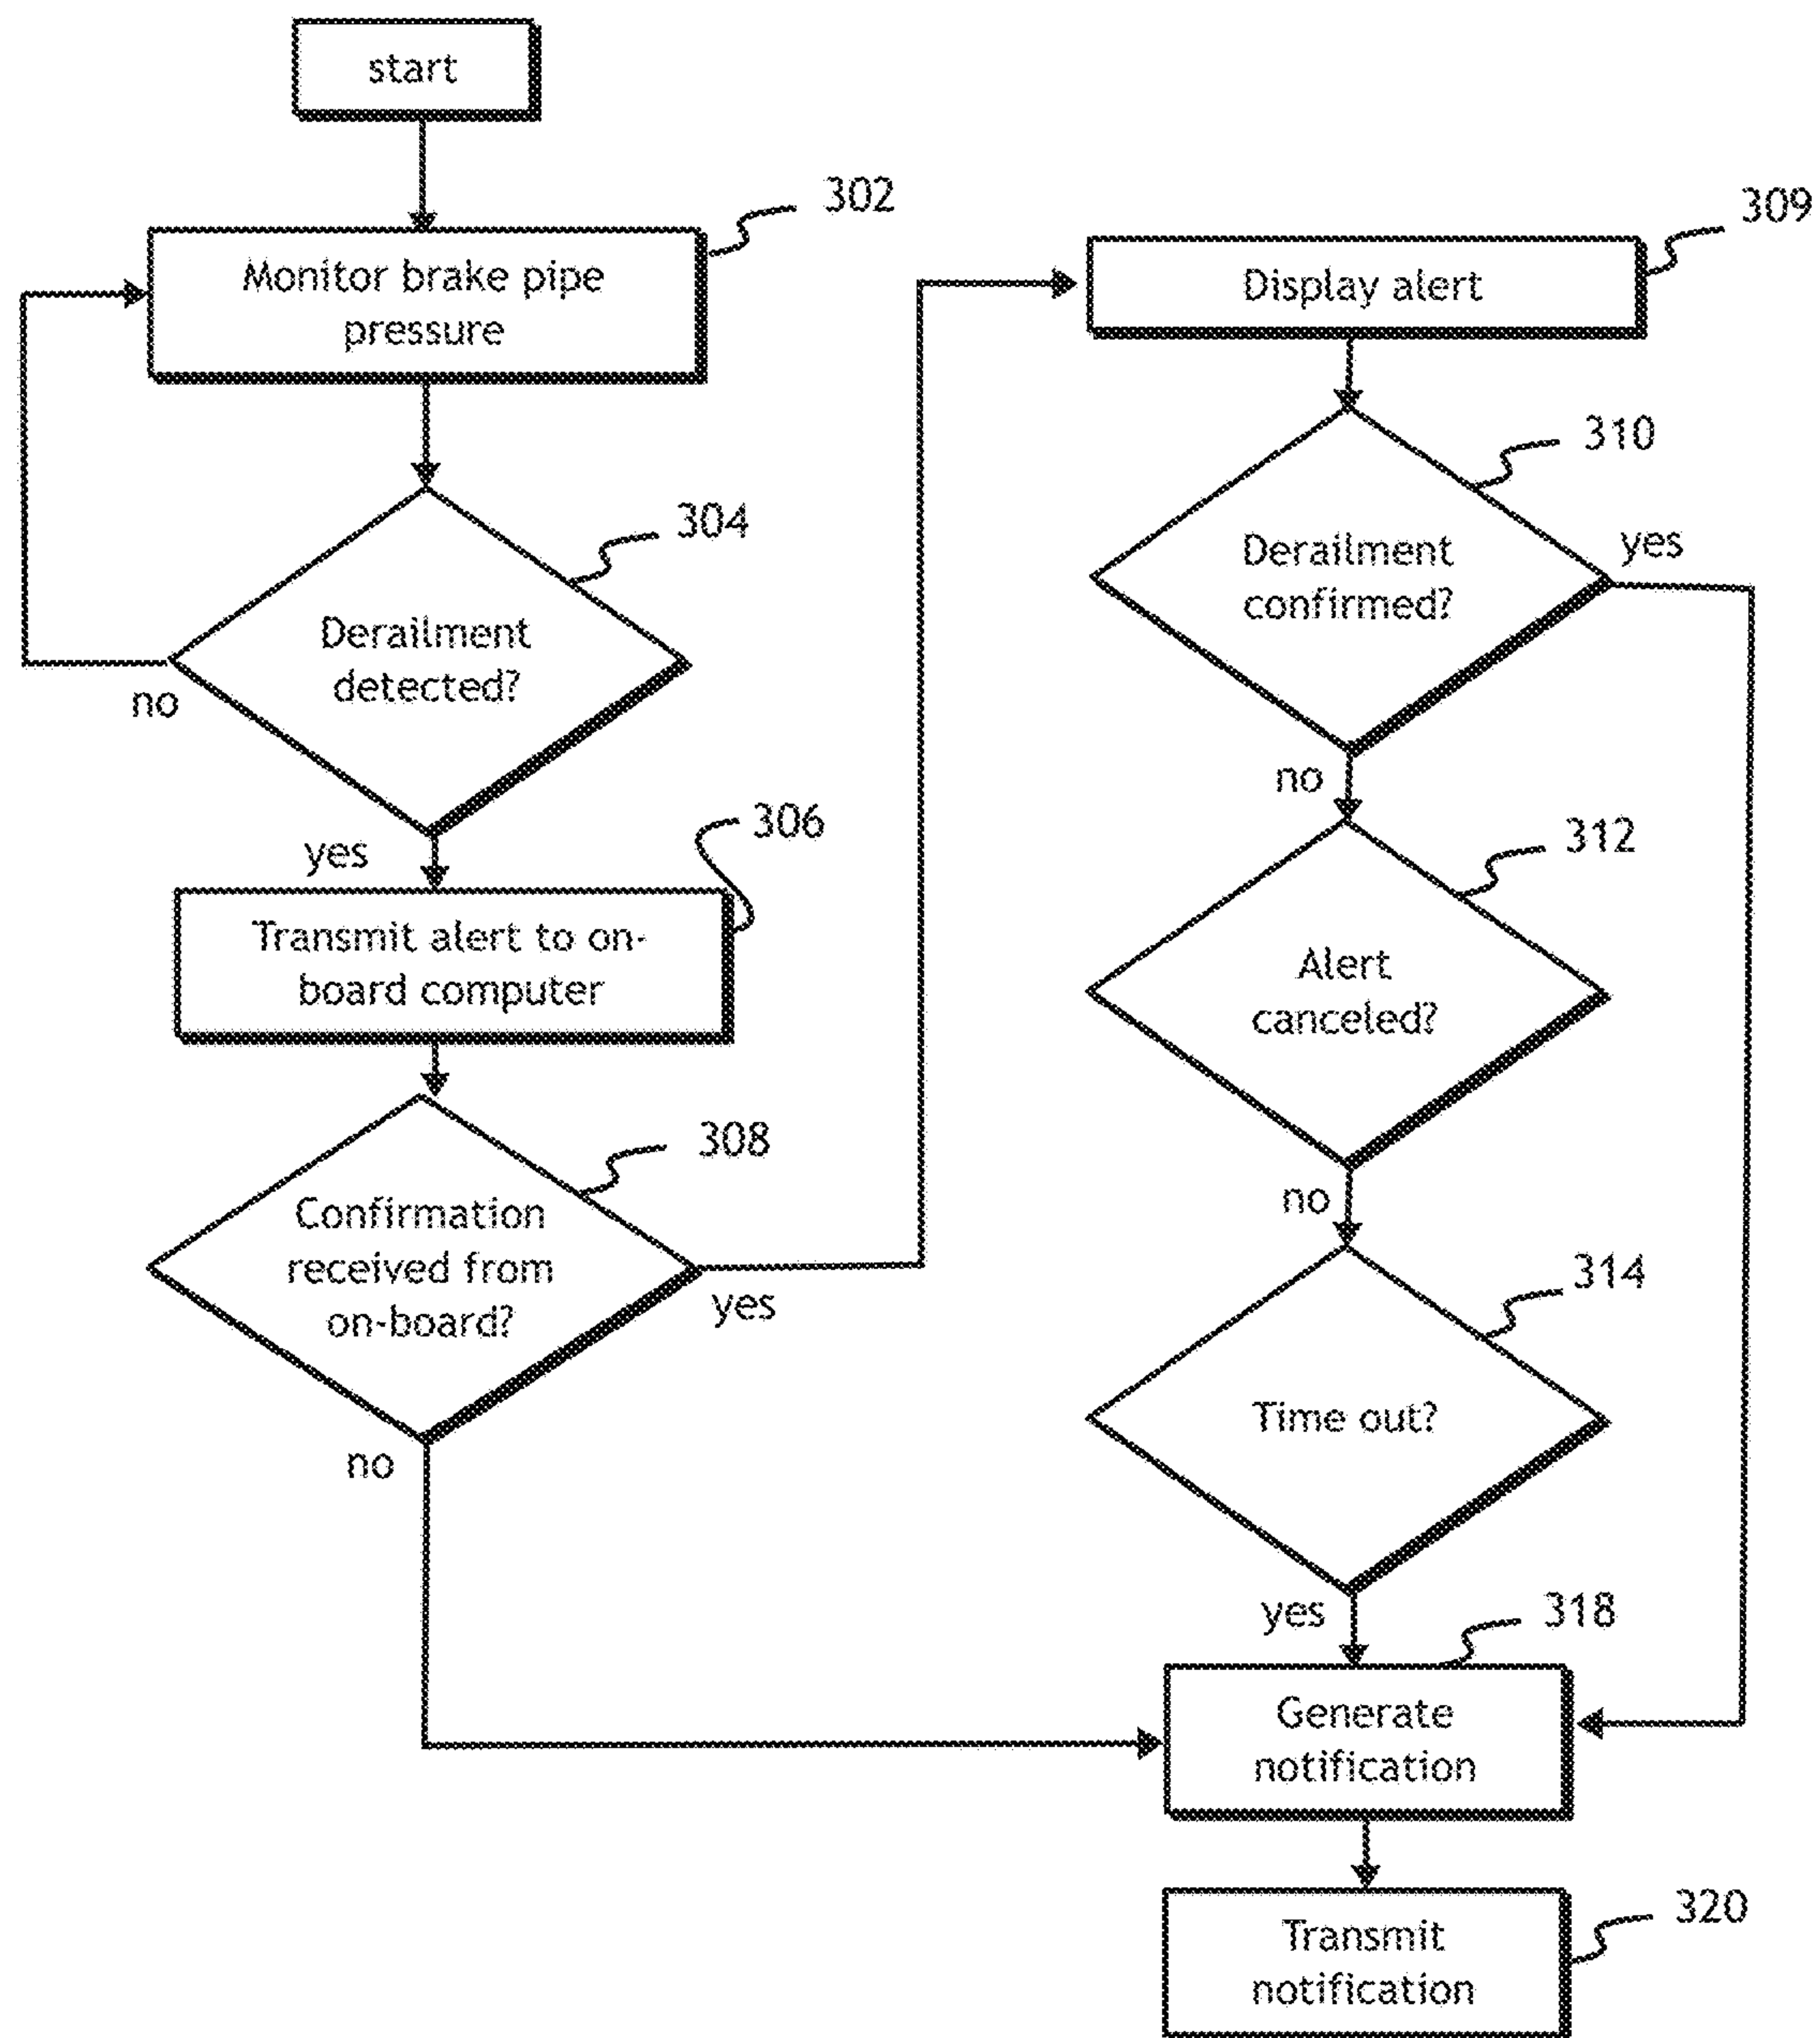 start
302
Monitor brake pipe
pressure
304
Derailment
detected?
no
yes
306
Transmit alert to on-
board computer
308
Confirmation
received from
on-board?
yes
no
309
Display alert
310
Derailment
confirmed?
yes
no
312
Alert
canceled?
no
314
Time out?
yes
318
Generate
notification
320
Transmit
notification